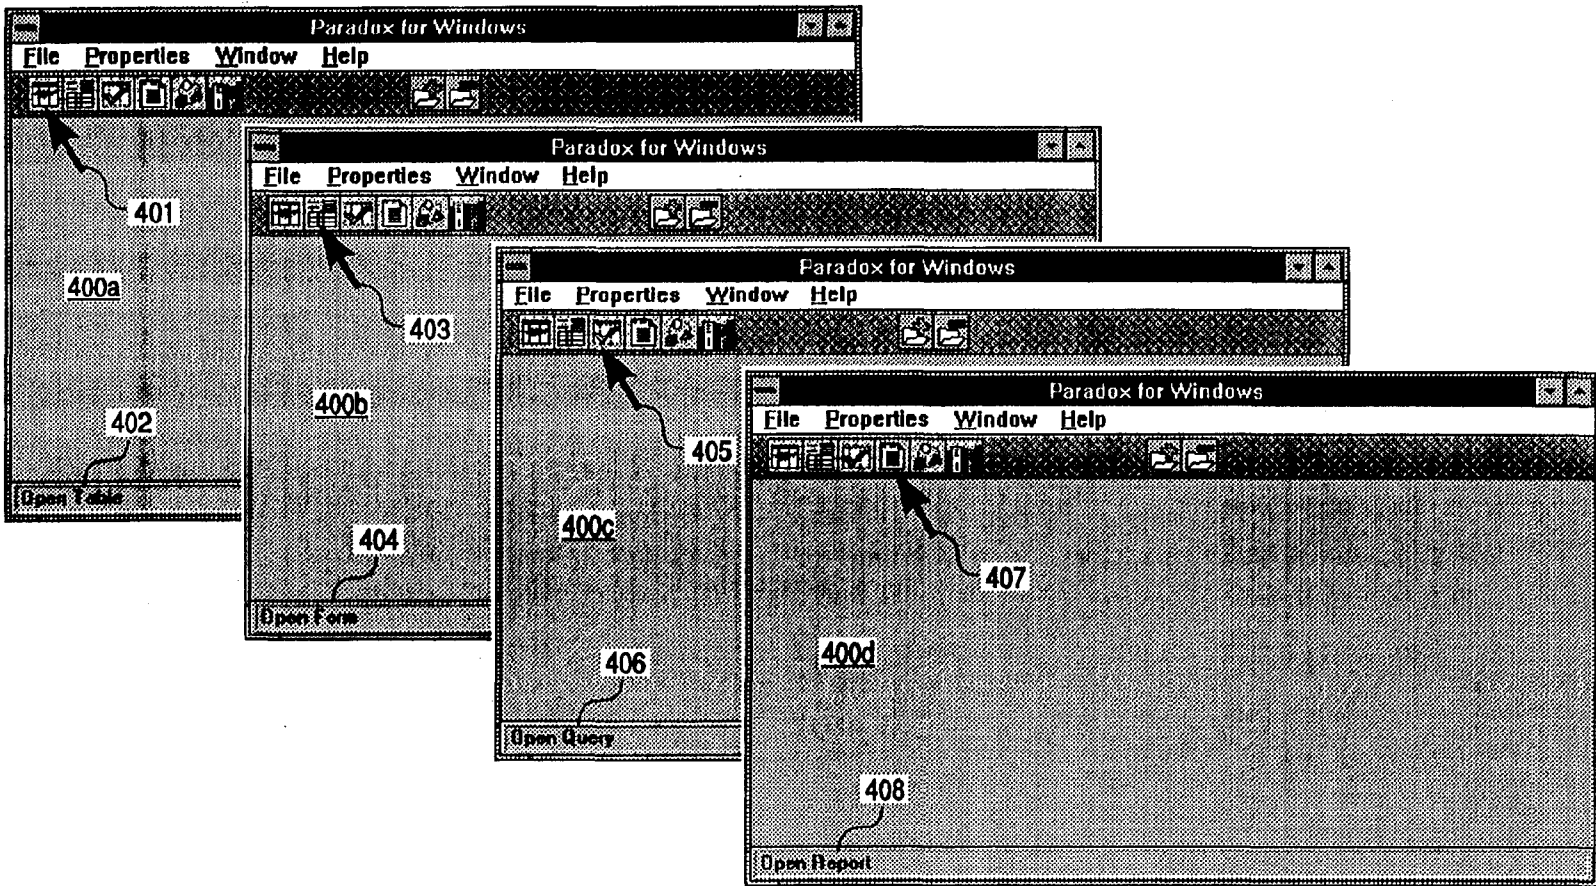 Paradox for Windows
File Properties Window Help
401
400a
402
Open Table
Paradox for Windows
File Properties Window Help
403
400b
404
Open Form
Paradox for Windows
File Properties Window Help
405
400c
406
Open Query
Paradox for Windows
File Properties Window Help
407
400d
408
Open Report